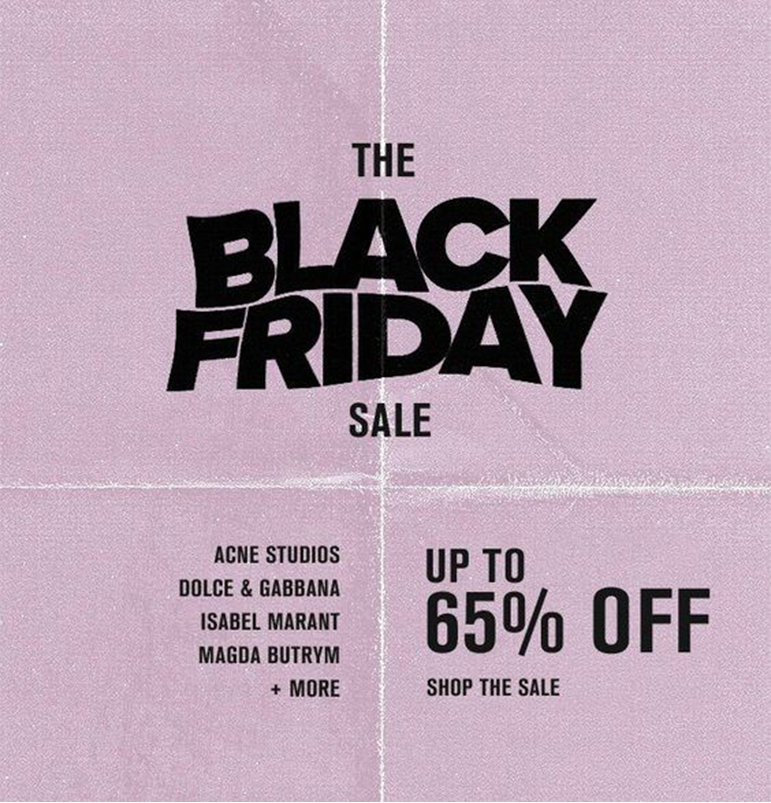 THE
BLACK
FRIDAY
SALE
ACNE STUDIOS
DOLCE & GABBANA
ISABEL MARANT
MAGDA BUTRYM
+ MORE
UP TO
65% OFF
SHOP THE SALE